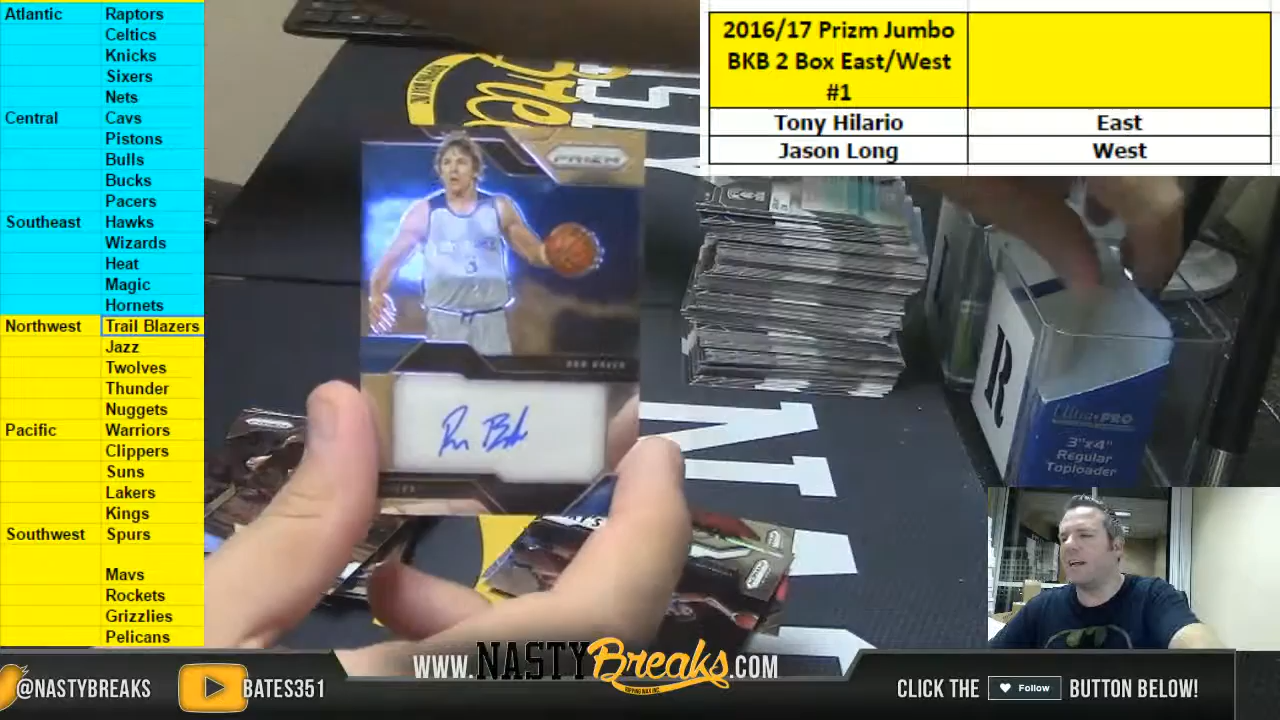 Atlantic Raptors
Celtics
Knicks
Sixers
Nets
Central Cavs
Pistons
Bulls
Bucks
Pacers
Southeast Hawks
Wizards
Heat
Magic
Hornets
Northwest Trail Blazers
Jazz
Twolves
Thunder
Nuggets
Pacific Warriors
Clippers
Suns
Lakers
Kings
Southwest Spurs
Mavs
Rockets
Grizzlies
Pelicans
2016/17 Prizm Jumbo
BKB 2 Box East/West
#1
Tony Hilario East
Jason Long West
PRIZM
3
R
Ultra PRO
3"x4"
Regular
Toploader
WWW.NASTYBreaks.COM
@NASTYBREAKS
BATES351
CLICK THE Follow BUTTON BELOW!